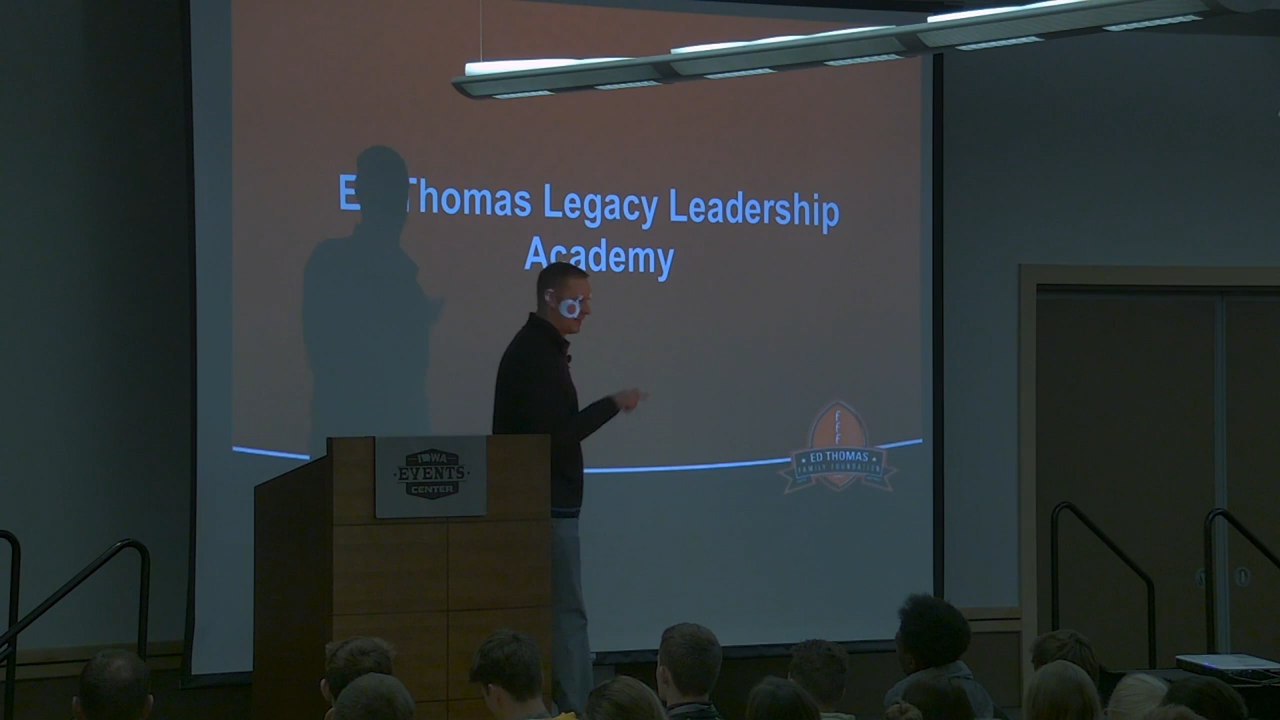 Ed Thomas Legacy Leadership
Academy
IOWA
EVENTS
CENTER
F
F
F
F
ED THOMAS
FAMILY FOUNDATION